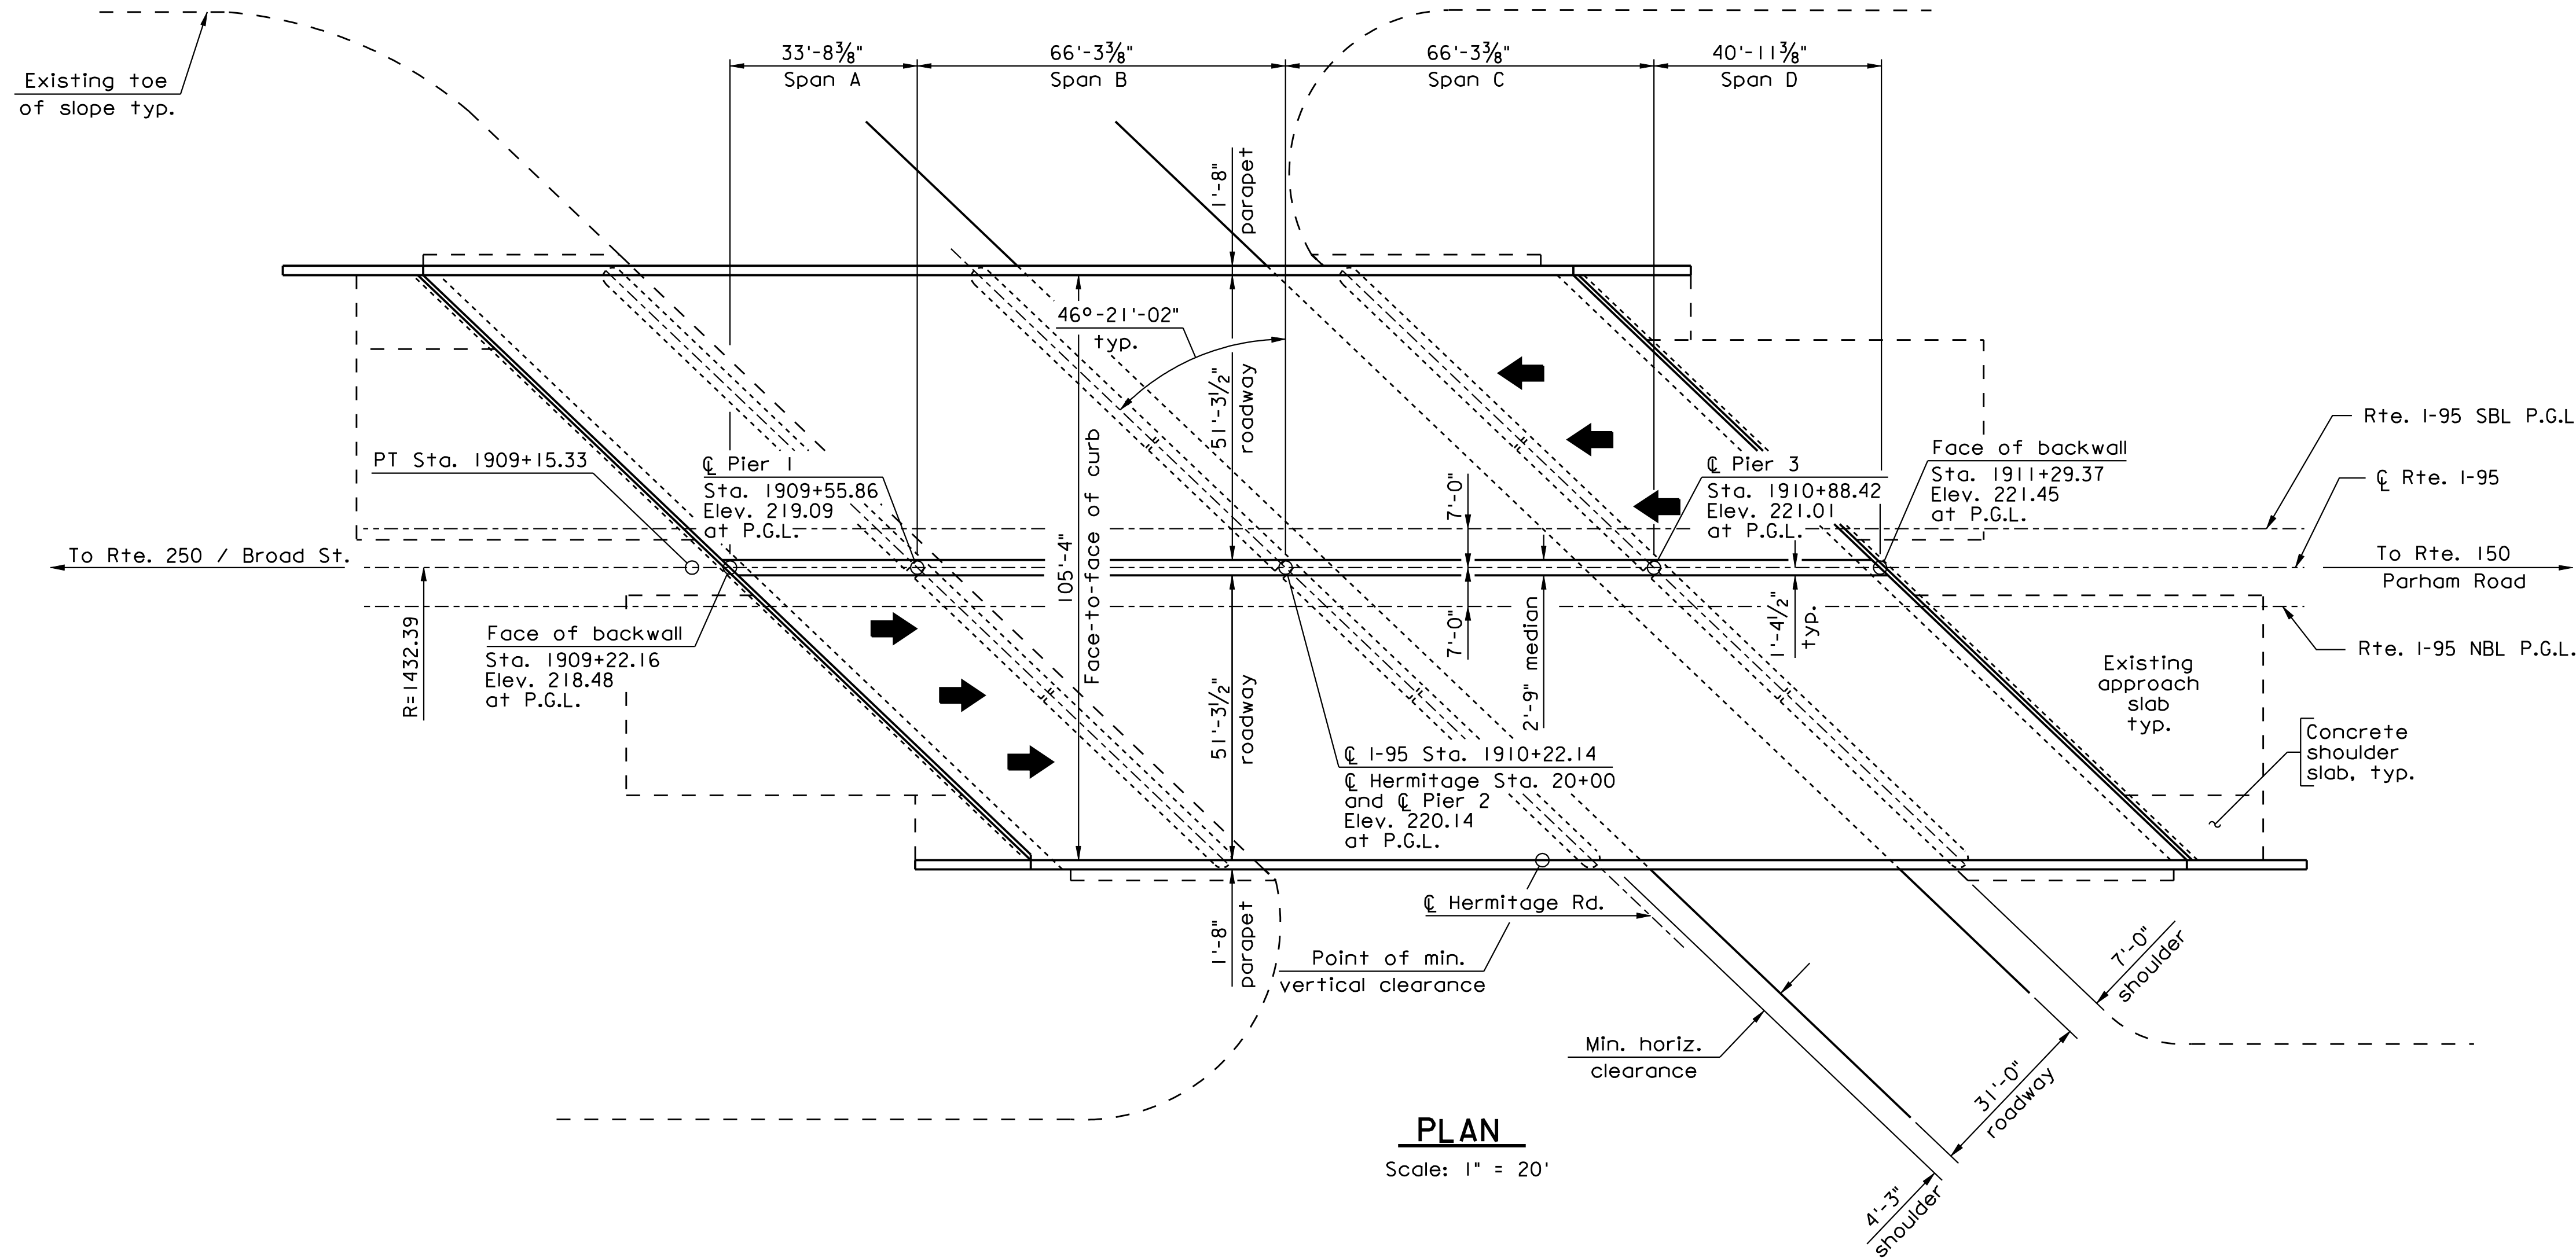 33'-8⅜"
Span A
66'-3⅜"
Span B
66'-3⅜"
Span C
40'-11⅜"
Span D
Existing toe
of slope typ.
1'-8"
parapet
46°-21'-02"
typ.
51'-3½"
roadway
105'-4"
Face-to-face of curb
PT Sta. 1909+15.33
℄ Pier 1
Sta. 1909+55.86
Elev. 219.09
at P.G.L.
7'-0"
℄ Pier 3
Sta. 1910+88.42
Elev. 221.01
at P.G.L.
Face of backwall
Sta. 1911+29.37
Elev. 221.45
at P.G.L.
Rte. I-95 SBL P.G.L
℄ Rte. I-95
To Rte. 250 / Broad St.
To Rte. 150
Parham Road
R=1432.39
Face of backwall
Sta. 1909+22.16
Elev. 218.48
at P.G.L.
7'-0"
2'-9" median
1'-4½"
typ.
Rte. I-95 NBL P.G.L.
51'-3½"
roadway
Existing
approach
slab
typ.
℄ I-95 Sta. 1910+22.14
℄ Hermitage Sta. 20+00
and ℄ Pier 2
Elev. 220.14
at P.G.L.
Concrete
shoulder
slab, typ.
℄ Hermitage Rd.
1'-8"
parapet
Point of min.
vertical clearance
7'-0"
shoulder
Min. horiz.
clearance
31'-0"
roadway
4'-3"
shoulder
PLAN
Scale: 1" = 20'